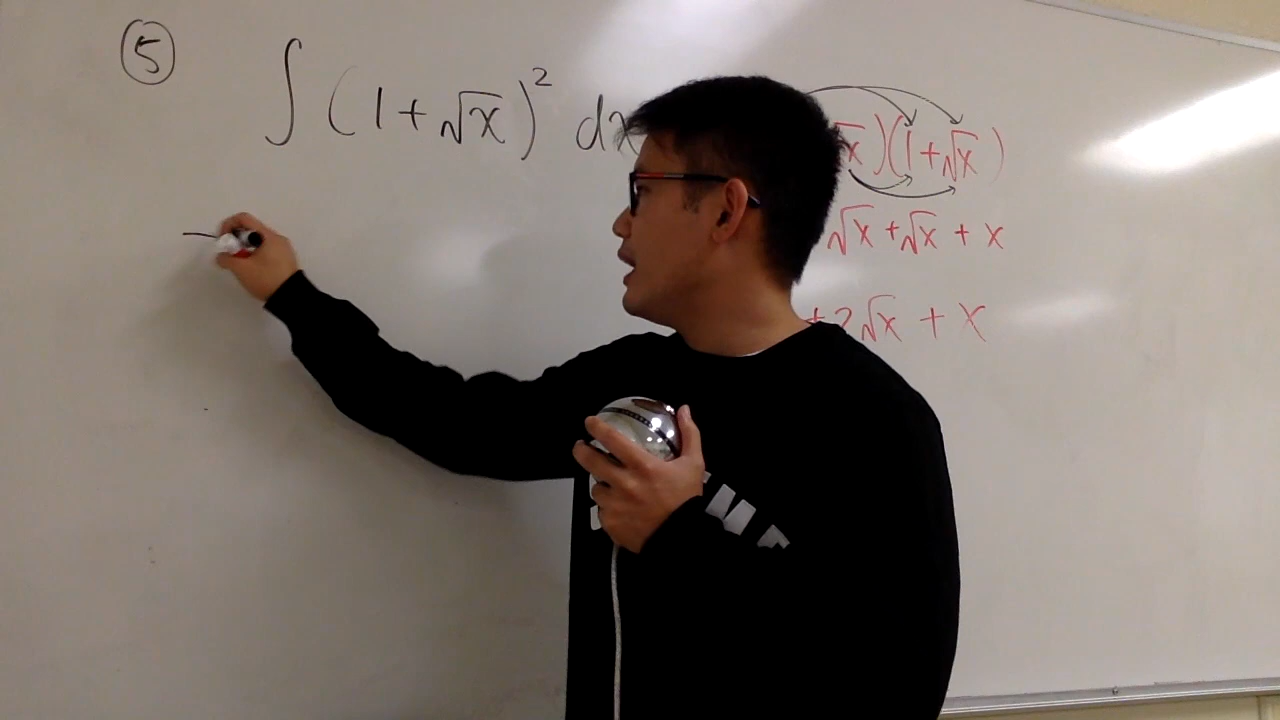 ⑤ ∫ (1 + √x)² dx
√x)(1 + √x)
√x + √x + x
+ 2√x + x